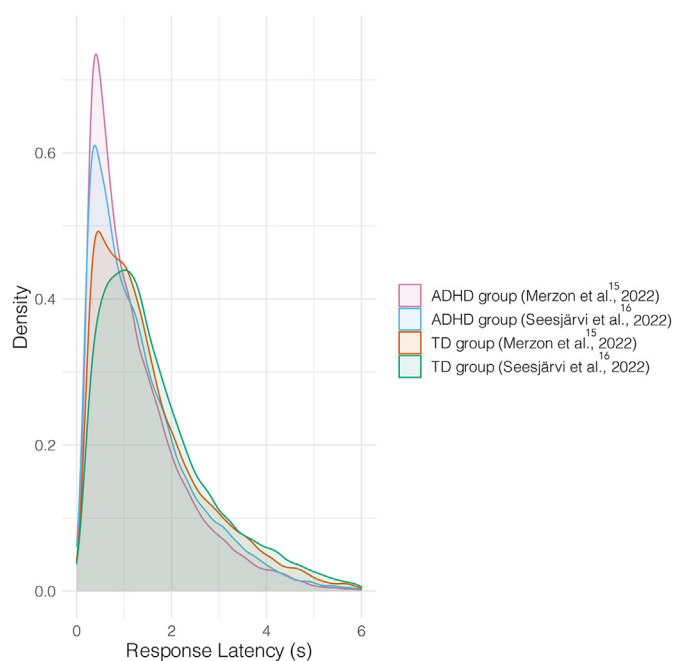 0.6
0.4
0.2
0.0
Density
0 2 4 6
Response Latency (s)
ADHD group (Merzon et al.,15 2022)
ADHD group (Seesjärvi et al.,16 2022)
TD group (Merzon et al.,15 2022)
TD group (Seesjärvi et al.,16 2022)